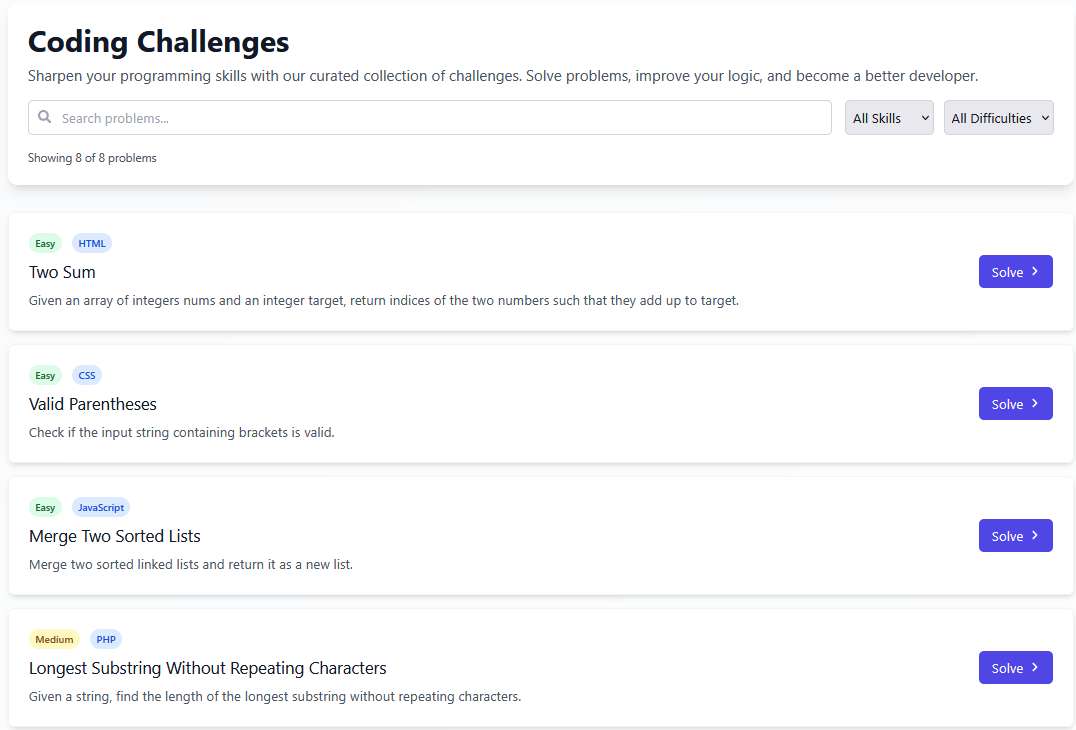 Coding Challenges
Sharpen your programming skills with our curated collection of challenges. Solve problems, improve your logic, and become a better developer.
Search problems...
All Skills
All Difficulties
Showing 8 of 8 problems
Easy HTML
Two Sum
Given an array of integers nums and an integer target, return indices of the two numbers such that they add up to target.
Solve
Easy CSS
Valid Parentheses
Check if the input string containing brackets is valid.
Solve
Easy JavaScript
Merge Two Sorted Lists
Merge two sorted linked lists and return it as a new list.
Solve
Medium PHP
Longest Substring Without Repeating Characters
Given a string, find the length of the longest substring without repeating characters.
Solve